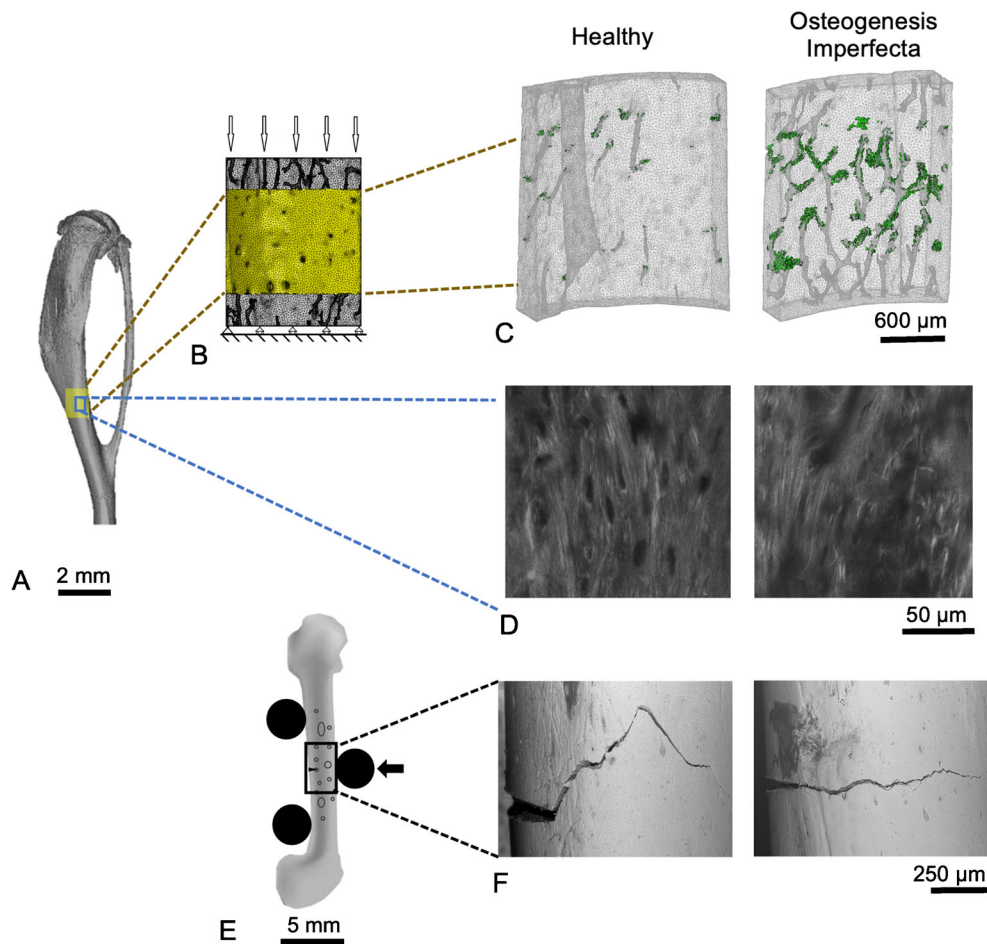 Healthy
Osteogenesis
Imperfecta
B
C
600 μm
A
2 mm
D
50 μm
E
5 mm
F
250 μm